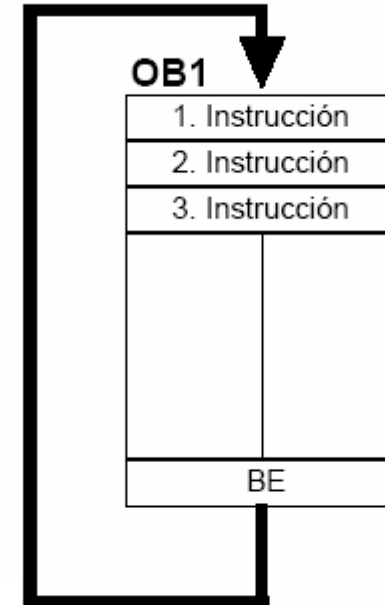 OB1
1. Instrucción
2. Instrucción
3. Instrucción
BE